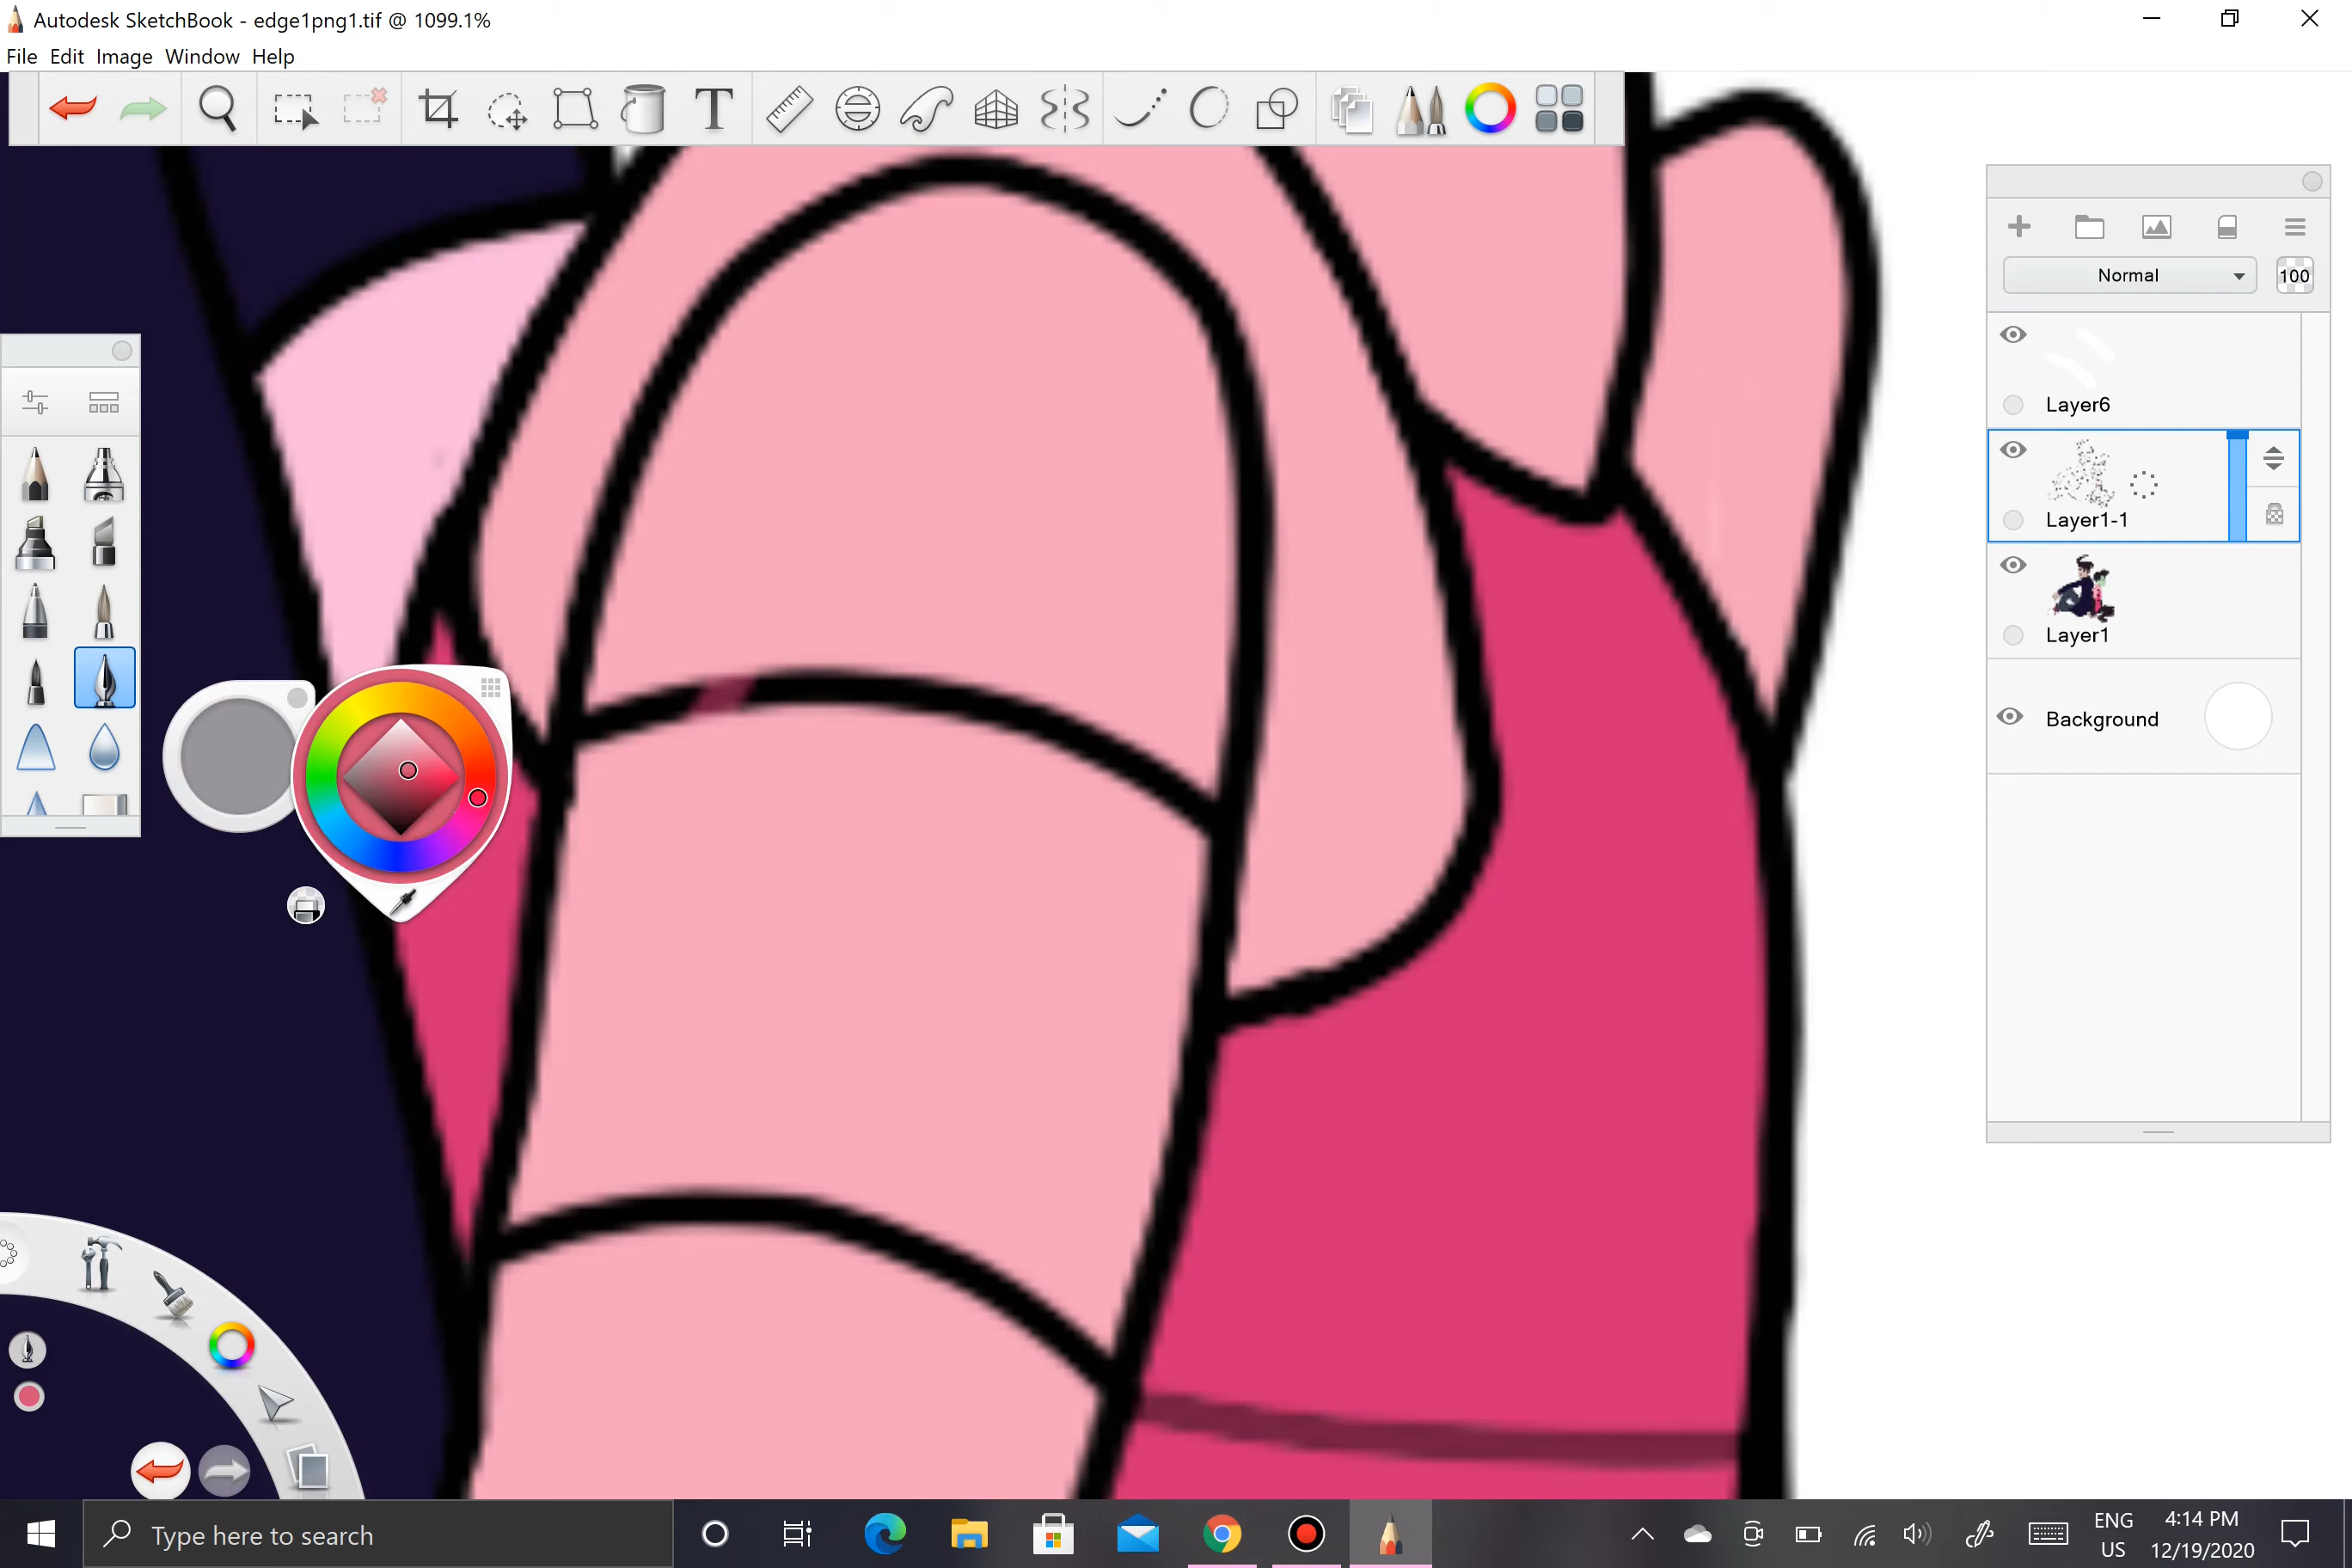 Autodesk SketchBook - edge1png1.tif @ 1099.1%
File Edit Image Window Help
T
Normal 100
Layer6
Layer1-1
Layer1
Background
Type here to search
ENG
US
4:14 PM
12/19/2020